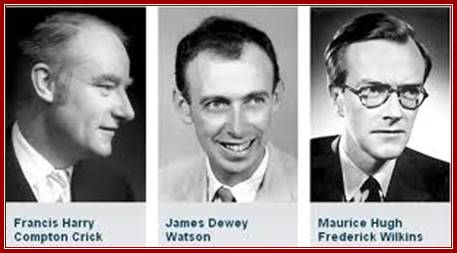 Francis Harry
Compton Crick
James Dewey
Watson
Maurice Hugh
Frederick Wilkins